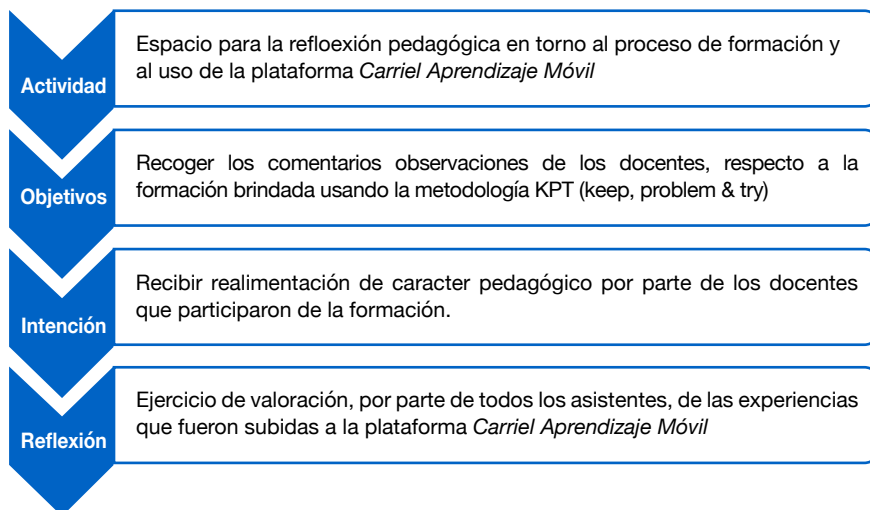 Actividad
Espacio para la refloexión pedagógica en torno al proceso de formación y
al uso de la plataforma Carriel Aprendizaje Móvil
Objetivos
Recoger los comentarios observaciones de los docentes, respecto a la
formación brindada usando la metodología KPT (keep, problem & try)
Intención
Recibir realimentación de caracter pedagógico por parte de los docentes
que participaron de la formación.
Reflexión
Ejercicio de valoración, por parte de todos los asistentes, de las experiencias
que fueron subidas a la plataforma Carriel Aprendizaje Móvil